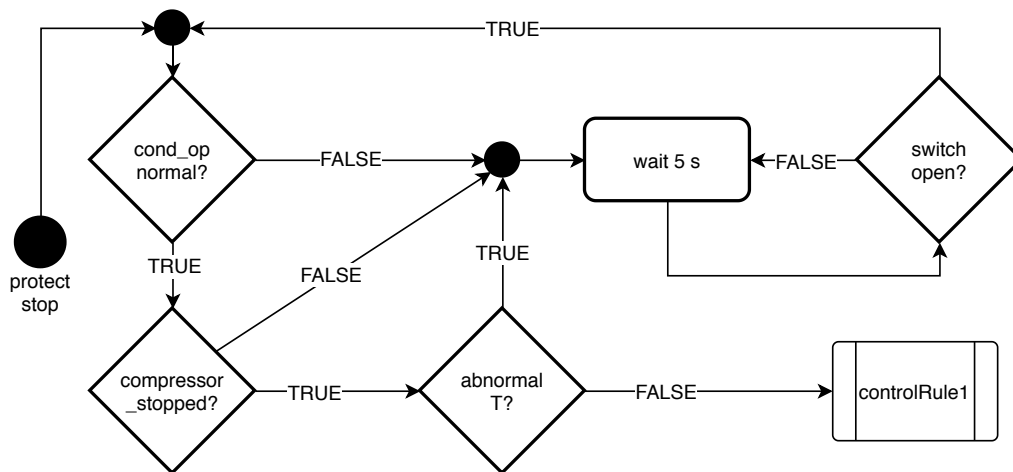 TRUE
cond_op
normal?
FALSE
wait 5 s
FALSE
switch
open?
protect
stop
TRUE
FALSE
TRUE
compressor
_stopped?
TRUE
abnormal
T?
FALSE
controlRule1